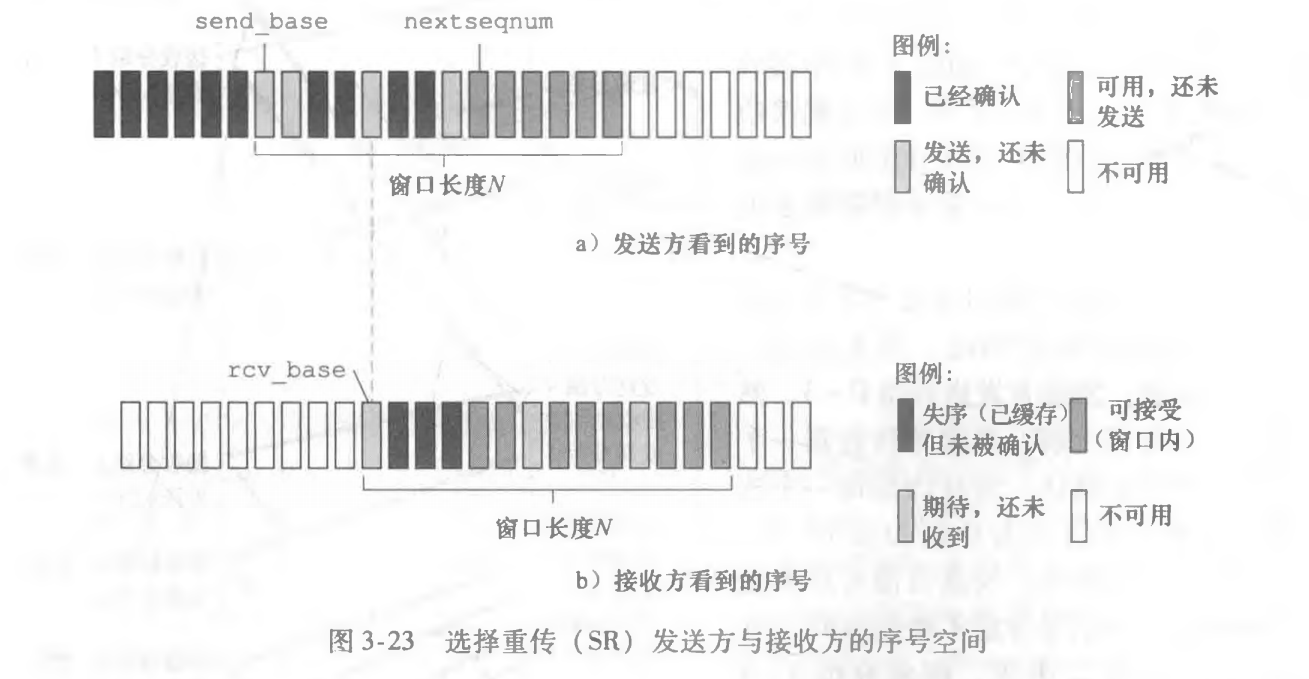 send_base nextseqnum
图例:
已经确认
可用，还未
发送
发送，还未
确认
不可用
窗口长度N
a）发送方看到的序号
rcv_base
图例:
失序（已缓存）
但未被确认
可接受
（窗口内）
期待，还未
收到
不可用
窗口长度N
b）接收方看到的序号
图 3-23 选择重传（SR）发送方与接收方的序号空间